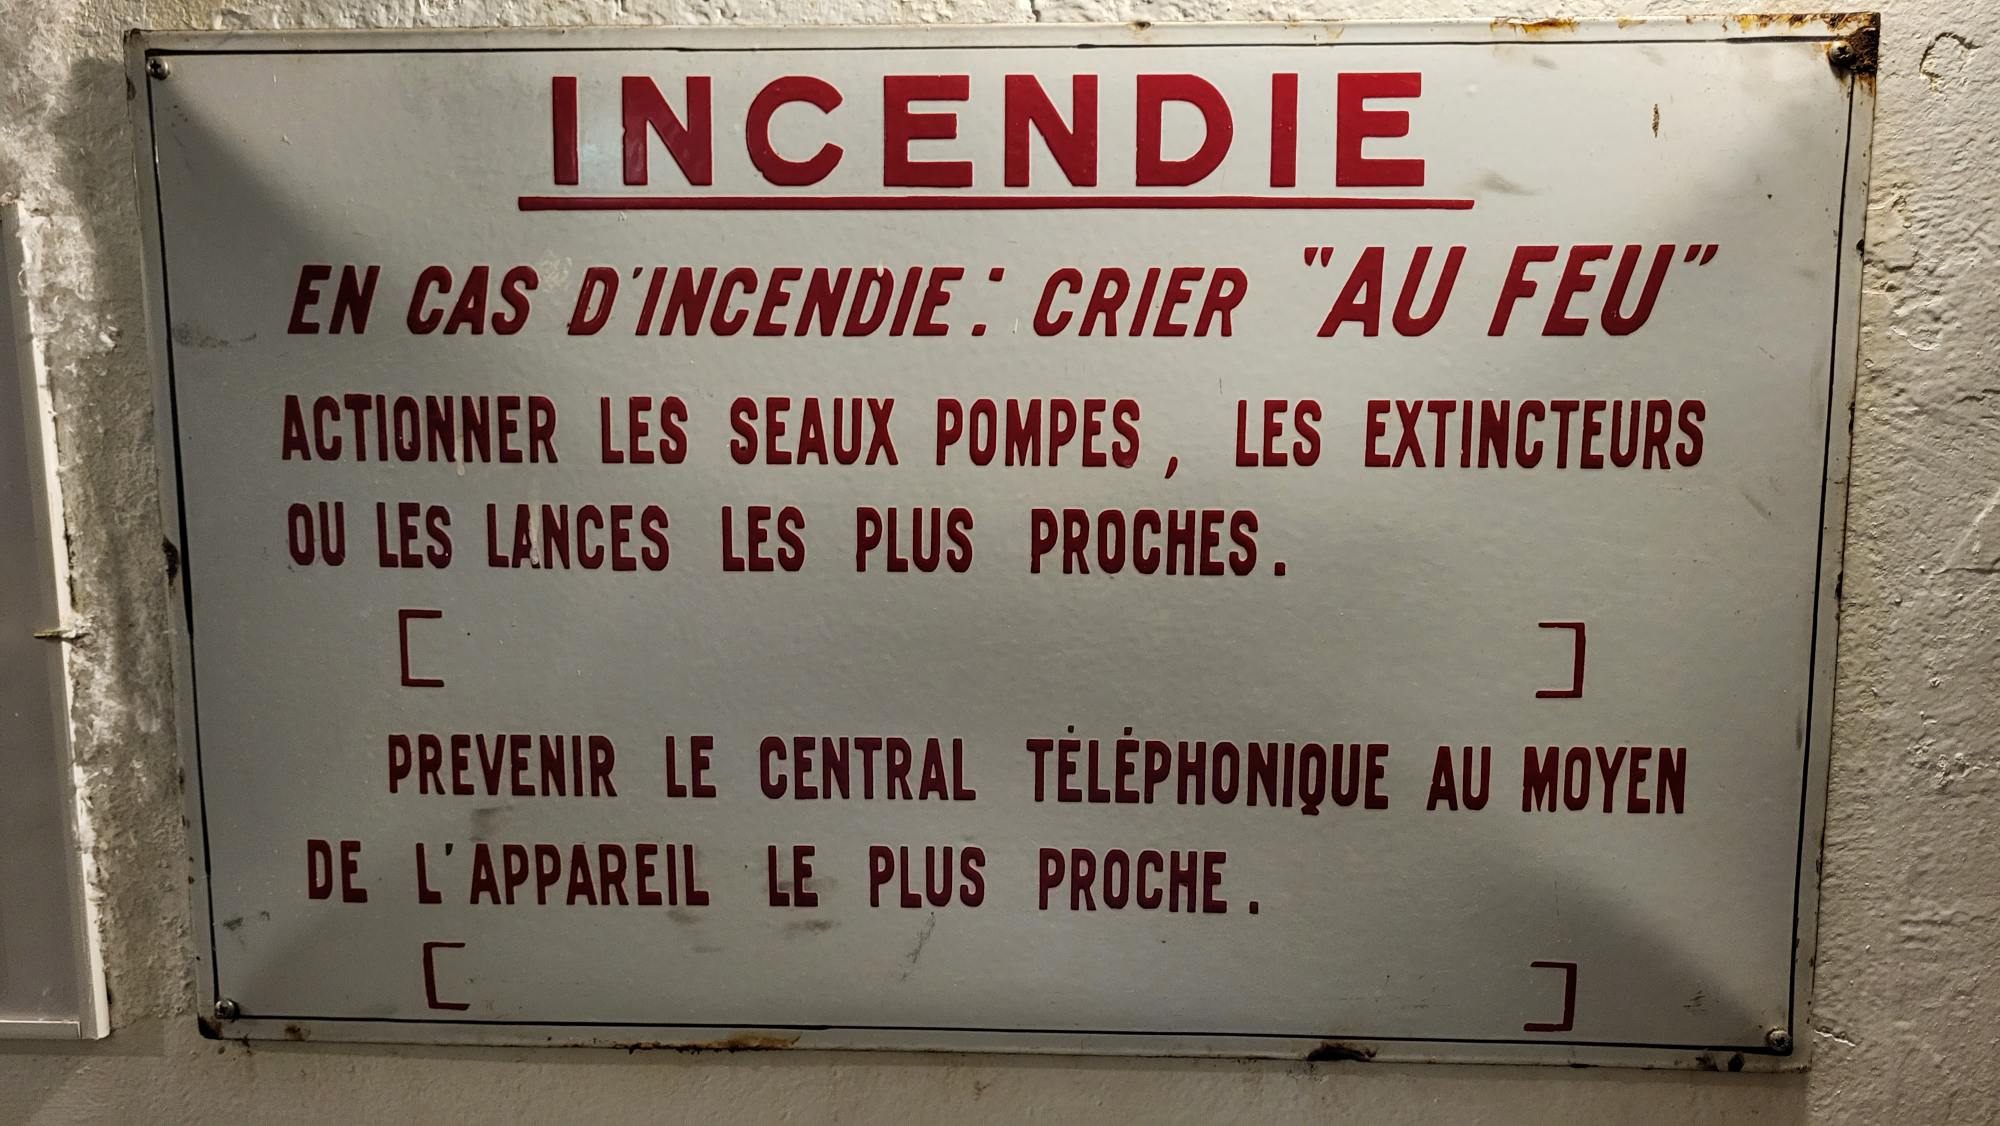 INCENDIE
EN CAS D'INCENDIE : CRIER "AU FEU"
ACTIONNER LES SEAUX POMPES, LES EXTINCTEURS
OU LES LANCES LES PLUS PROCHES.
[ ]
PREVENIR LE CENTRAL TÉLÉPHONIQUE AU MOYEN
DE L'APPAREIL LE PLUS PROCHE.
[ ]